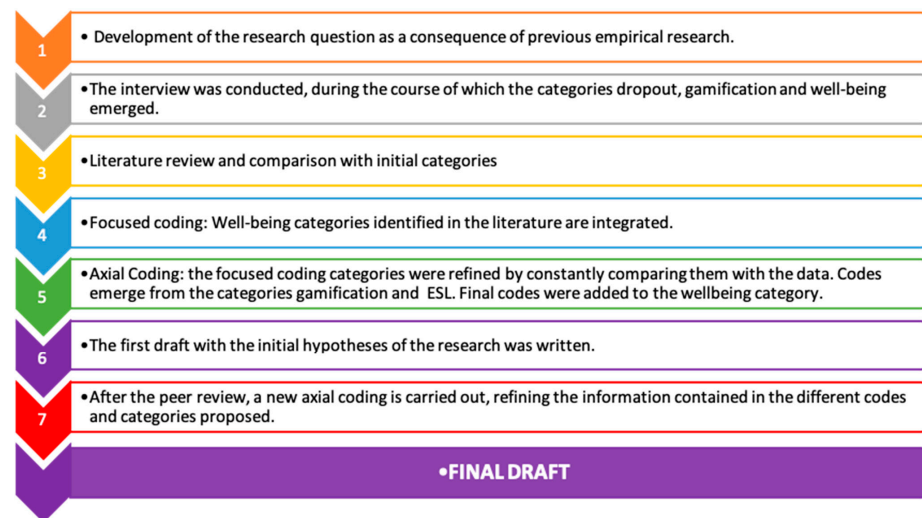 1
• Development of the research question as a consequence of previous empirical research.
2
•The interview was conducted, during the course of which the categories dropout, gamification and well-being
emerged.
3
•Literature review and comparison with initial categories
4
•Focused coding: Well-being categories identified in the literature are integrated.
5
•Axial Coding: the focused coding categories were refined by constantly comparing them with the data. Codes
emerge from the categories gamification and ESL. Final codes were added to the wellbeing category.
6
•The first draft with the initial hypotheses of the research was written.
7
•After the peer review, a new axial coding is carried out, refining the information contained in the different codes
and categories proposed.
•FINAL DRAFT